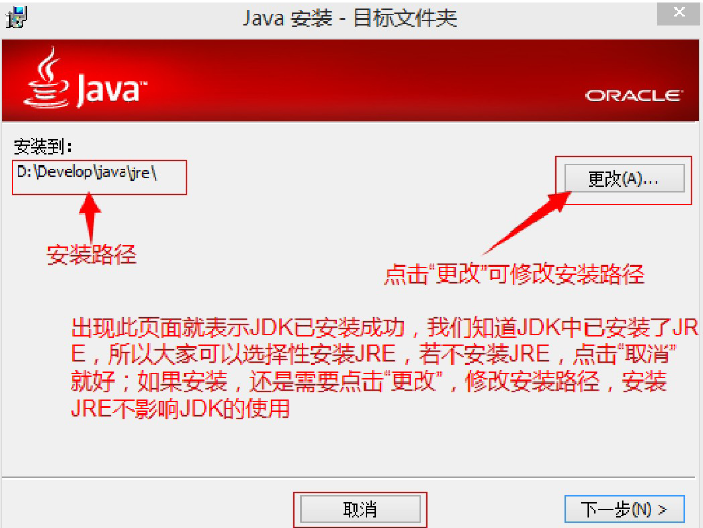 Java 安装 - 目标文件夹
Java™
ORACLE
安装到:
D:\Develop\java\jre\
更改(A)...
安装路径
点击“更改”可修改安装路径
出现此页面就表示JDK已安装成功，我们知道JDK中已安装了JR
E，所以大家可以选择性安装JRE，若不安装JRE，点击“取消”
就好；如果安装，还是需要点击“更改”，修改安装路径，安装
JRE不影响JDK的使用
取消
下一步(N) >